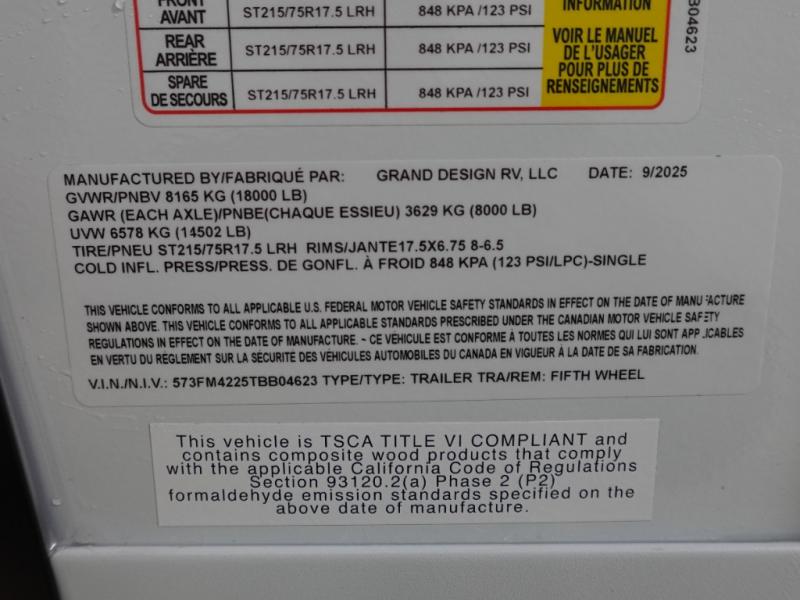 FRONT
AVANT ST215/75R17.5 LRH 848 KPA /123 PSI
REAR
ARRIÈRE ST215/75R17.5 LRH 848 KPA /123 PSI
SPARE
DE SECOURS ST215/75R17.5 LRH 848 KPA /123 PSI
INFORMATION
VOIR LE MANUEL
DE L'USAGER
POUR PLUS DE
RENSEIGNEMENTS
B04623
MANUFACTURED BY/FABRIQUÉ PAR: GRAND DESIGN RV, LLC DATE: 9/2025
GVWR/PNBV 8165 KG (18000 LB)
GAWR (EACH AXLE)/PNBE(CHAQUE ESSIEU) 3629 KG (8000 LB)
UVW 6578 KG (14502 LB)
TIRE/PNEU ST215/75R17.5 LRH RIMS/JANTE17.5X6.75 8-6.5
COLD INFL. PRESS/PRESS. DE GONFL. À FROID 848 KPA (123 PSI/LPC)-SINGLE
THIS VEHICLE CONFORMS TO ALL APPLICABLE U.S. FEDERAL MOTOR VEHICLE SAFETY STANDARDS IN EFFECT ON THE DATE OF MANUFACTURE
SHOWN ABOVE. THIS VEHICLE CONFORMS TO ALL APPLICABLE STANDARDS PRESCRIBED UNDER THE CANADIAN MOTOR VEHICLE SAFETY
REGULATIONS IN EFFECT ON THE DATE OF MANUFACTURE. ~ CE VÉHICULE EST CONFORME À TOUTES LES NORMES QUI LUI SONT APPLICABLES
EN VERTU DU RÈGLEMENT SUR LA SÉCURITÉ DES VÉHICULES AUTOMOBILES DU CANADA EN VIGUEUR À LA DATE DE SA FABRICATION.
V.I.N./N.I.V.: 573FM4225TBB04623 TYPE/TYPE: TRAILER TRA/REM: FIFTH WHEEL
This vehicle is TSCA TITLE VI COMPLIANT and
contains composite wood products that comply
with the applicable California Code of Regulations
Section 93120.2(a) Phase 2 (P2)
formaldehyde emission standards specified on the
above date of manufacture.